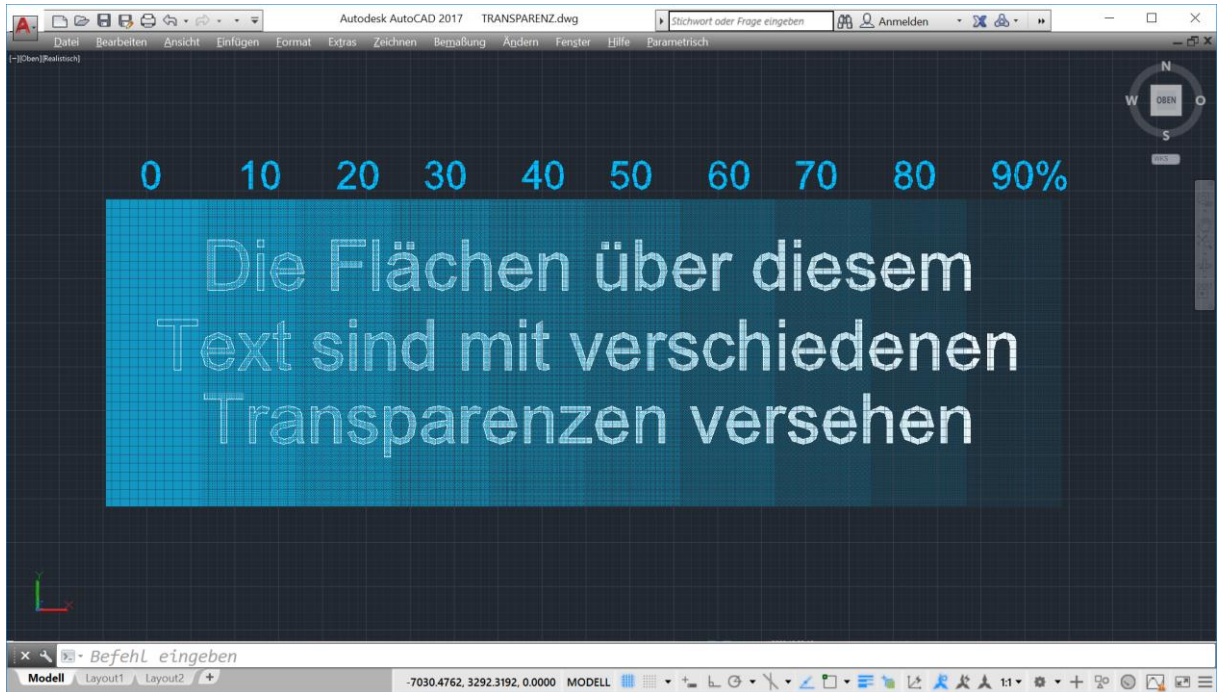 Autodesk AutoCAD 2017 TRANSPARENZ.dwg
Stichwort oder Frage eingeben
Anmelden
Datei Bearbeiten Ansicht Einfügen Format Extras Zeichnen Bemaßung Ändern Fenster Hilfe Parametrisch
[−][Oben][Realistisch]
N
W OBEN O
S
WKS
0 10 20 30 40 50 60 70 80 90%
Die Flächen über diesem
Text sind mit verschiedenen
Transparenzen versehen
Y
X
Befehl eingeben
Modell Layout1 Layout2 +
-7030.4762, 3292.3192, 0.0000 MODELL 1:1